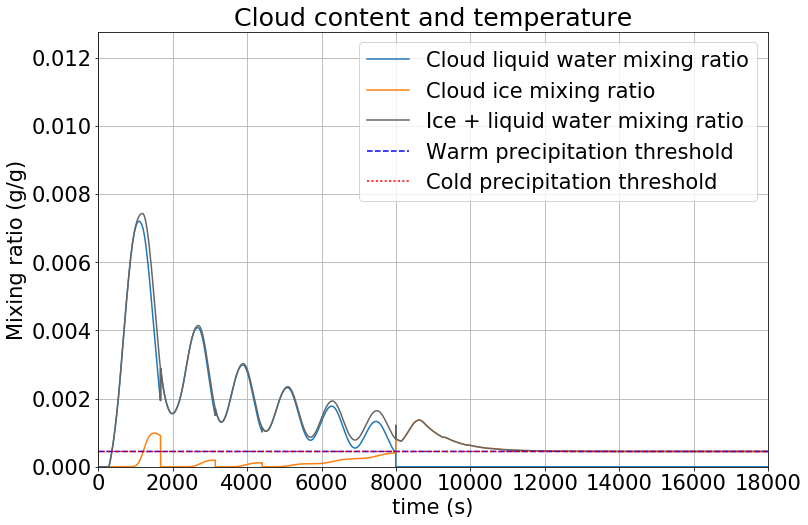 Cloud content and temperature
Mixing ratio (g/g)
0.012
0.010
0.008
0.006
0.004
0.002
0.000
Cloud liquid water mixing ratio
Cloud ice mixing ratio
Ice + liquid water mixing ratio
Warm precipitation threshold
Cold precipitation threshold
0 2000 4000 6000 8000 10000 12000 14000 16000 18000
time (s)